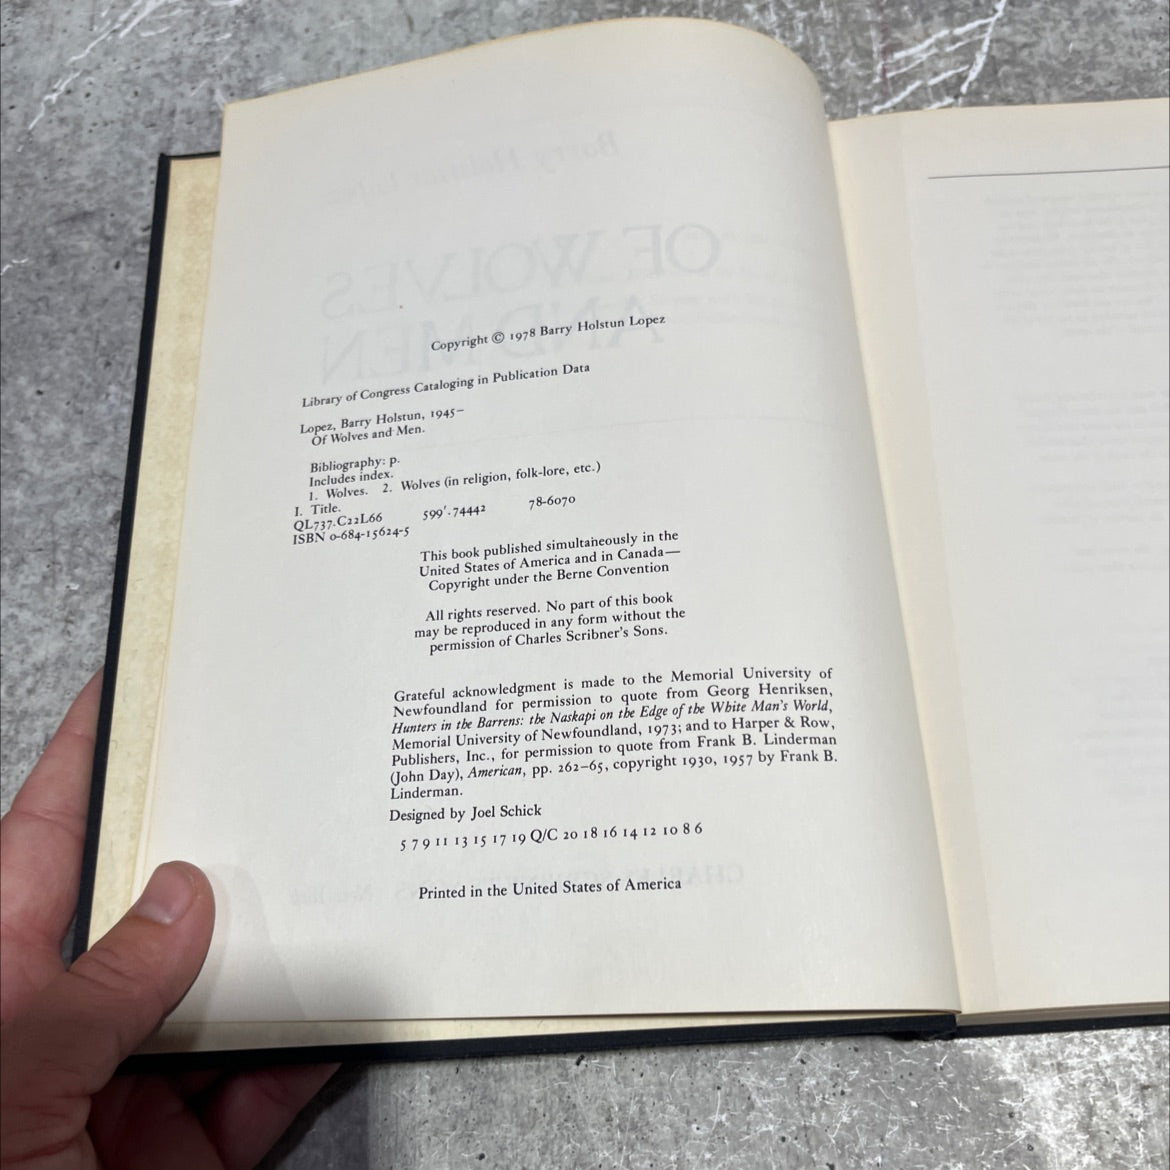 Copyright © 1978 Barry Holstun Lopez
Library of Congress Cataloging in Publication Data
Lopez, Barry Holstun, 1945–
Of Wolves and Men.
Bibliography: p.
Includes index.
1. Wolves. 2. Wolves (in religion, folk-lore, etc.)
I. Title.
QL737.C22L66 599'.74442 78-6070
ISBN 0-684-15624-5
This book published simultaneously in the
United States of America and in Canada—
Copyright under the Berne Convention
All rights reserved. No part of this book
may be reproduced in any form without the
permission of Charles Scribner's Sons.
Grateful acknowledgment is made to the Memorial University of
Newfoundland for permission to quote from Georg Henriksen,
Hunters in the Barrens: the Naskapi on the Edge of the White Man's World,
Memorial University of Newfoundland, 1973; and to Harper & Row,
Publishers, Inc., for permission to quote from Frank B. Linderman
(John Day), American, pp. 262–65, copyright 1930, 1957 by Frank B.
Linderman.
Designed by Joel Schick
5 7 9 11 13 15 17 19 Q/C 20 18 16 14 12 10 8 6
Printed in the United States of America